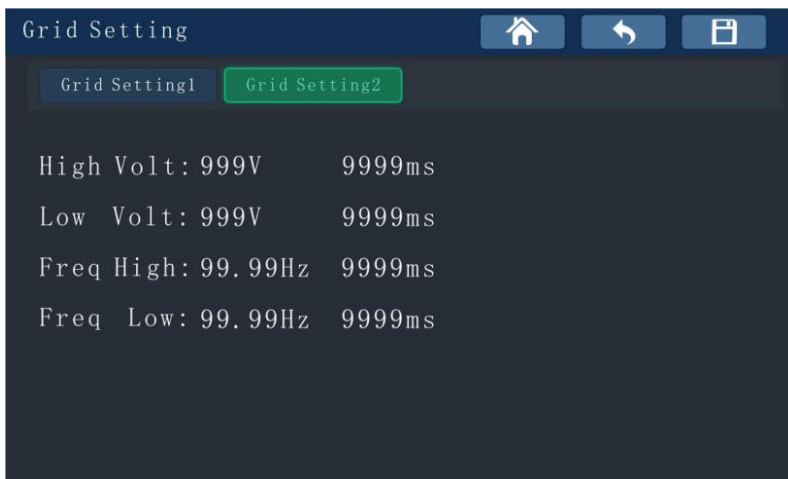 Grid Setting
Grid Setting1 Grid Setting2
High Volt: 999V 9999ms
Low Volt: 999V 9999ms
Freq High: 99.99Hz 9999ms
Freq Low: 99.99Hz 9999ms